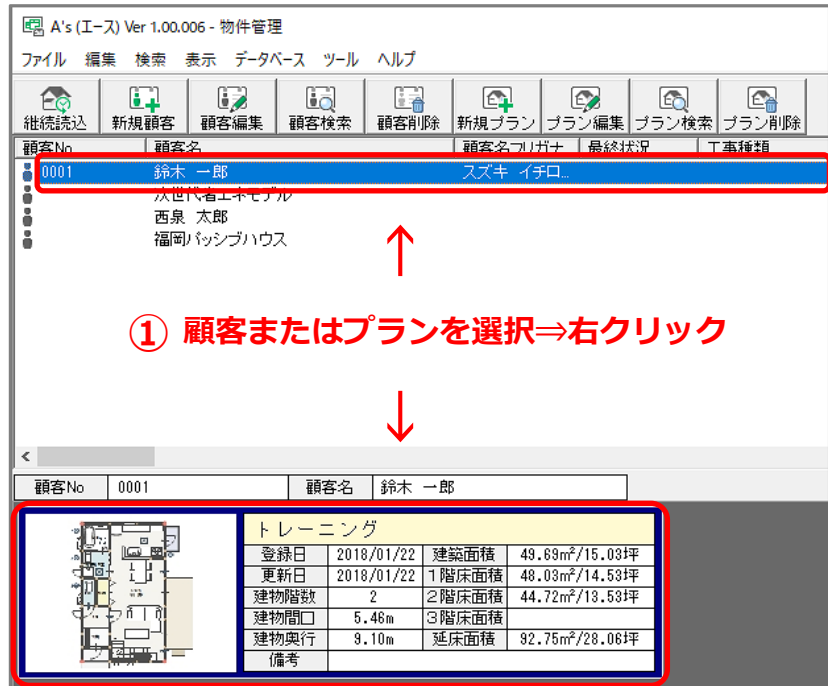 A's (エース) Ver 1.00.006 - 物件管理
ファイル 編集 検索 表示 データベース ツール ヘルプ
継続読込 新規顧客 顧客編集 顧客検索 顧客削除 新規プラン プラン編集 プラン検索 プラン削除
顧客No 顧客名 顧客名フリガナ 最終状況 工事種類
0001 鈴木 一郎 スズキ イチロ...
次世代省エネモデル
西泉 太郎
福岡パッシブハウス
① 顧客またはプランを選択⇒右クリック
顧客No 0001 顧客名 鈴木 一郎
トレーニング
登録日 2018/01/22 建築面積 49.69m²/15.03坪
更新日 2018/01/22 1階床面積 48.03m²/14.53坪
建物階数 2 2階床面積 44.72m²/13.53坪
建物間口 5.46m 3階床面積
建物奥行 9.10m 延床面積 92.75m²/28.06坪
備考